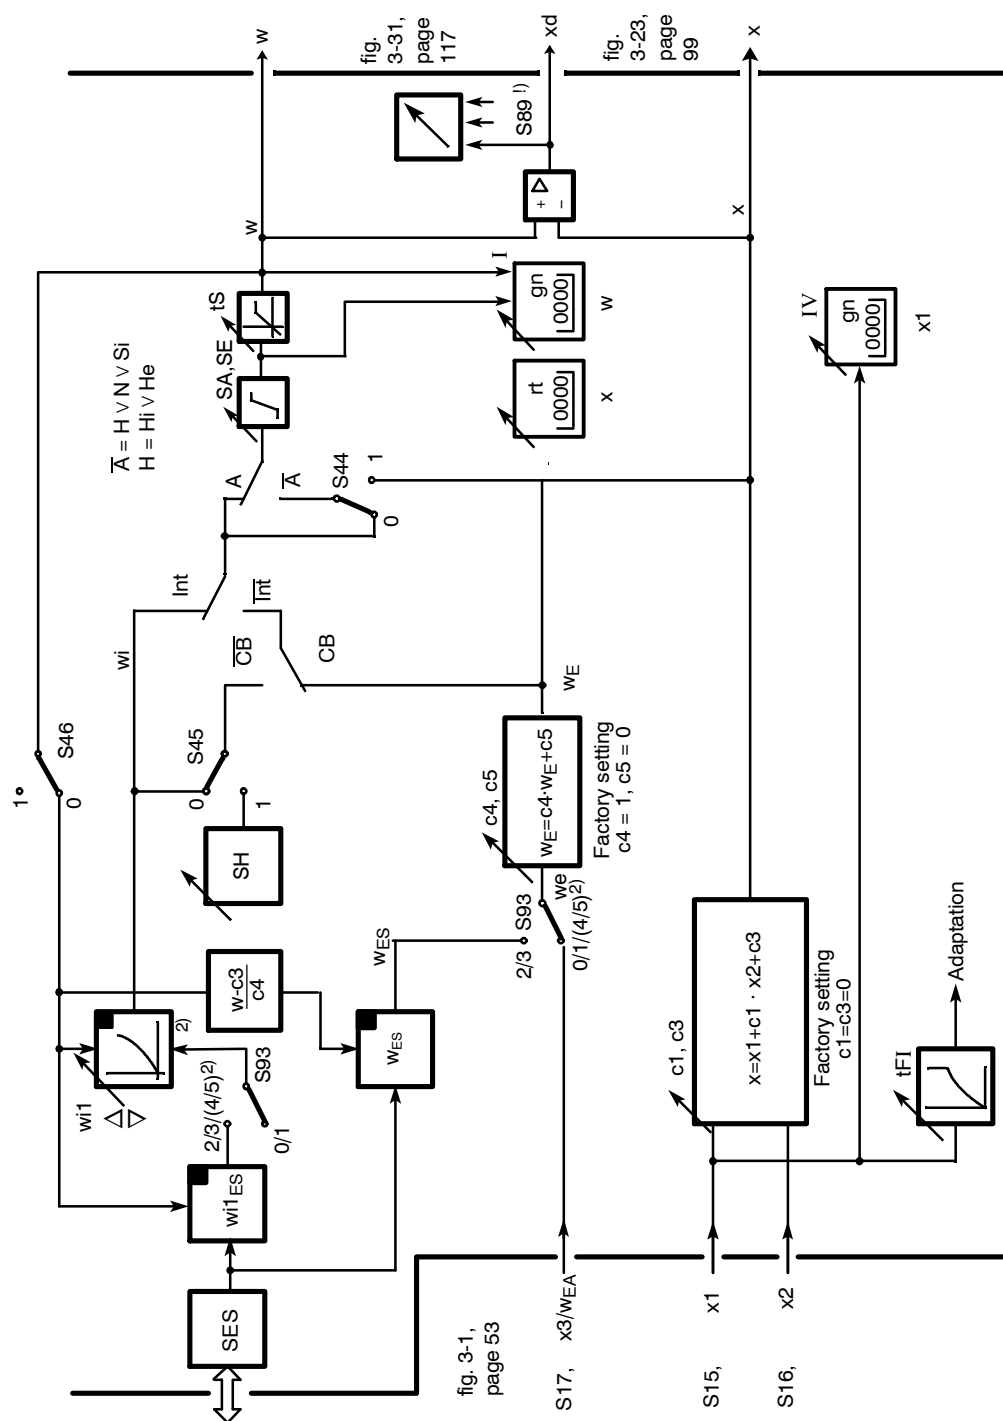 SES
wi1ES
2/3/(4/5)2)
0/1
S93
wi1
2)
w-c3
c4
wES
wES
1
0
S46
SH
0
1
S45
wi
CB
CB
Int
Int
A
A
S44
0
1
A = H ∨ N ∨ Si
H = Hi ∨ He
SA, SE
tS
w
w
fig.
3-31,
page
117
xd
fig.
3-23,
page
99
x
S89 !)
+
−
I
gn
0000
w
rt
0000
x
x
IV
gn
0000
x1
2/3
S93
we
0/1/(4/5)2)
c4, c5
wE=c4·wE+c5
Factory setting
c4 = 1, c5 = 0
wE
c1, c3
x=x1+c1 · x2+c3
Factory setting
c1=c3=0
tFI
Adaptation
fig. 3-1,
page 53
S17, x3/wEA
S15, x1
S16, x2